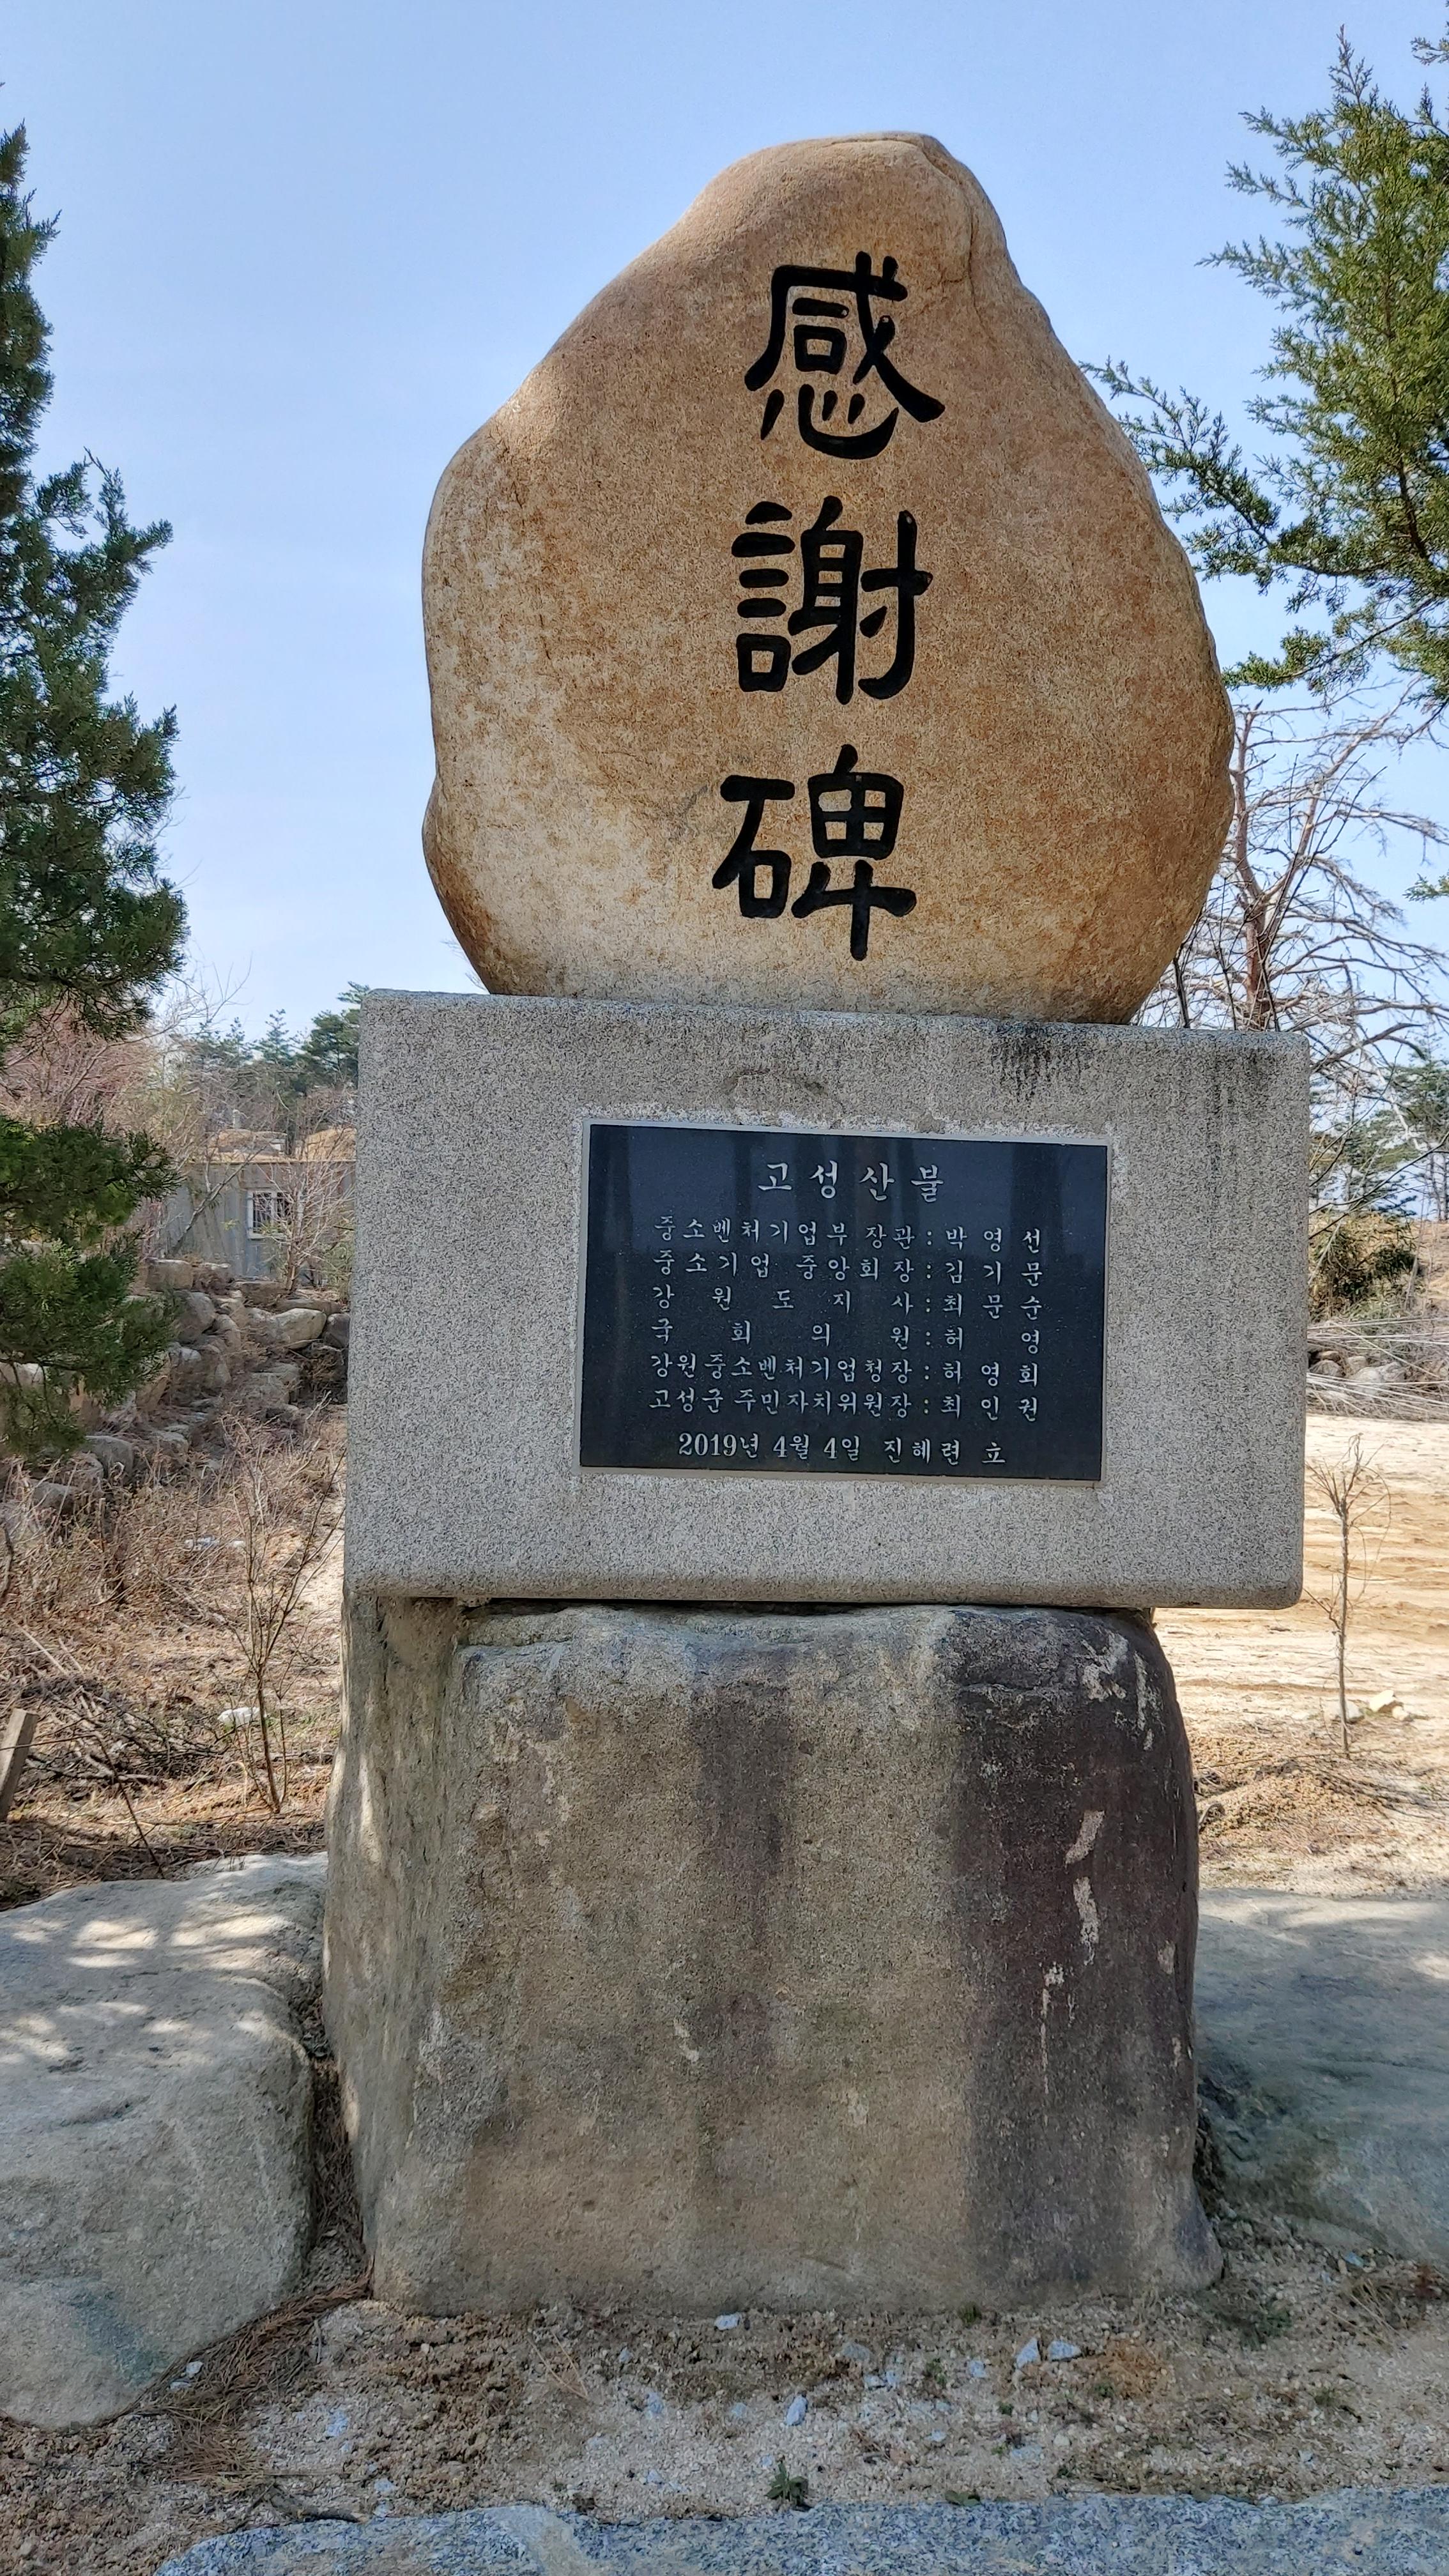 感
謝
碑
고성산불
중소벤처기업부 장관 : 박영선
중소기업 중앙회장 : 김기문
강원도지사 : 최문순
국회의원 : 허영
강원중소벤처기업청장 : 허영회
고성군 주민자치위원장 : 최인권
2019년 4월 4일 진혜련 立